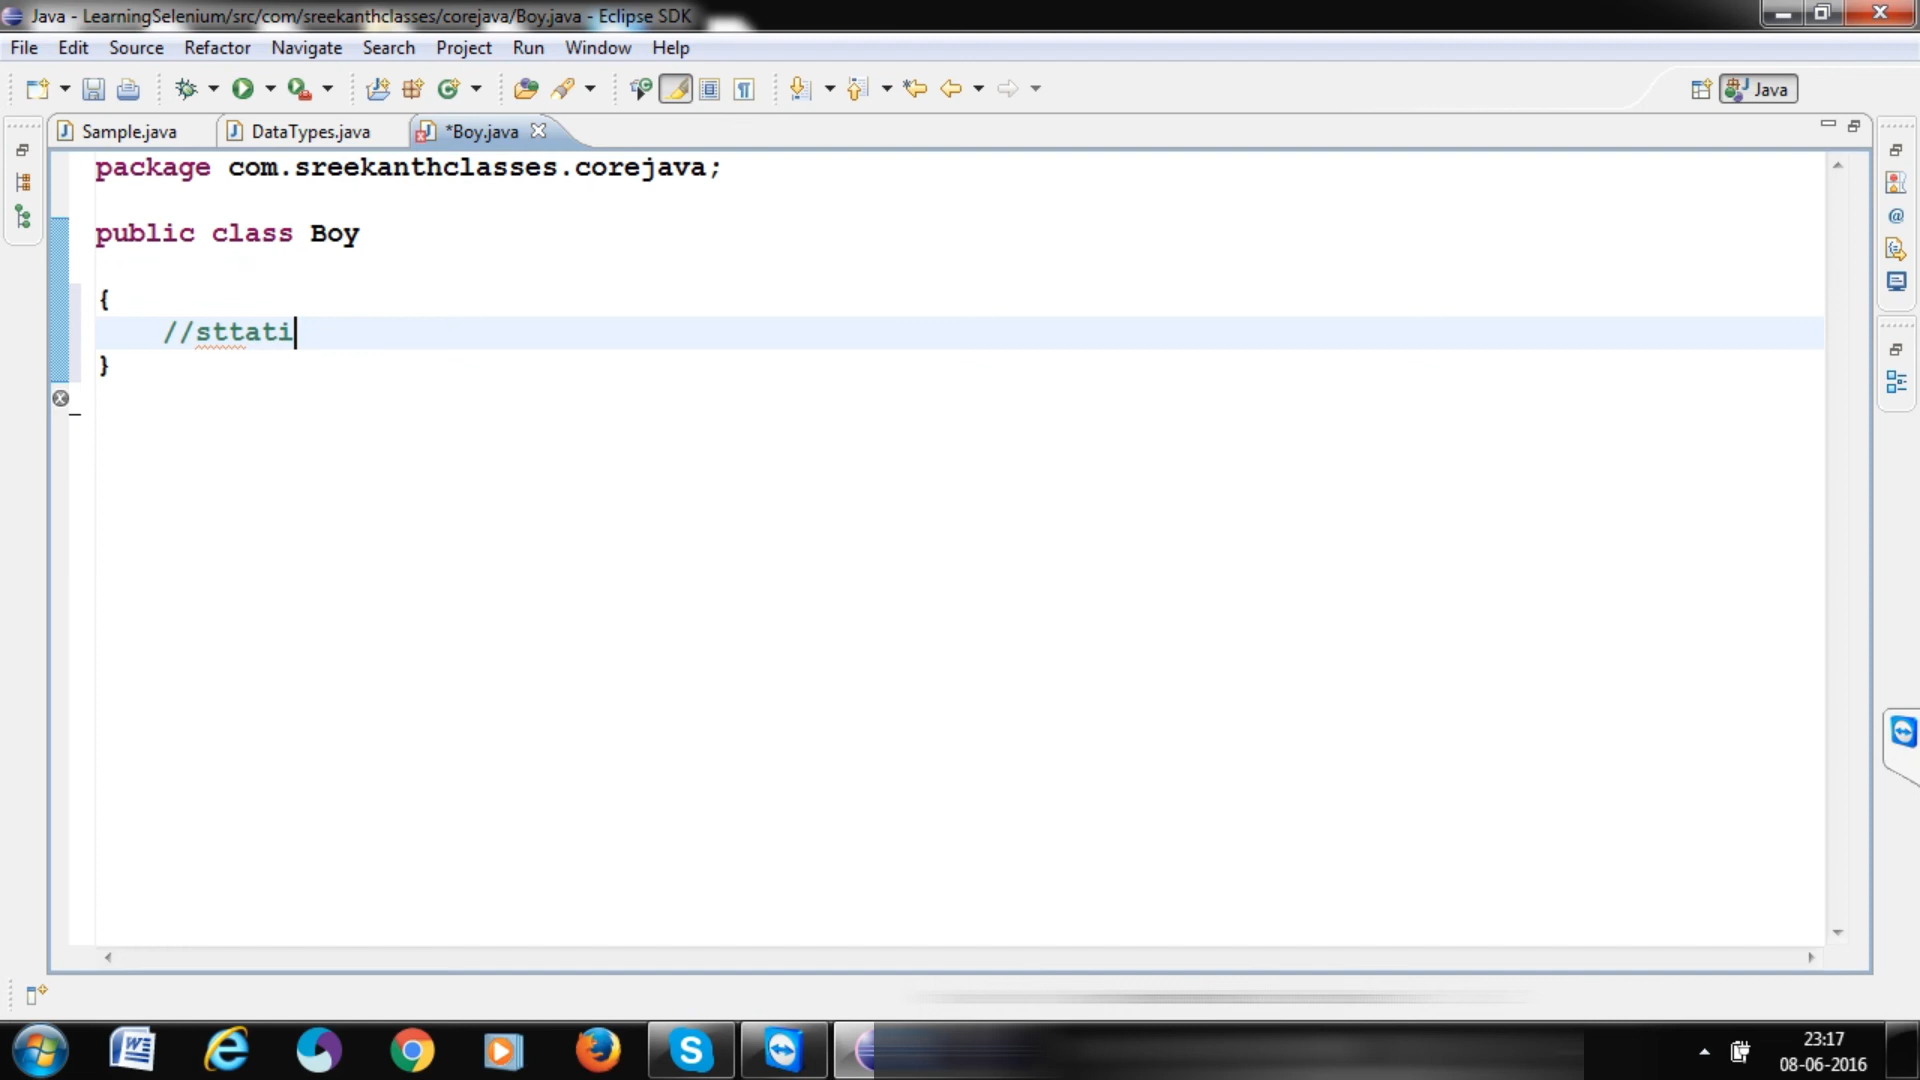 Java - LearningSelenium/src/com/sreekanthclasses/corejava/Boy.java - Eclipse SDK
File Edit Source Refactor Navigate Search Project Run Window Help
Java
Sample.java DataTypes.java *Boy.java
package com.sreekanthclasses.corejava;
public class Boy
{
//sttati
}
23:17
08-06-2016